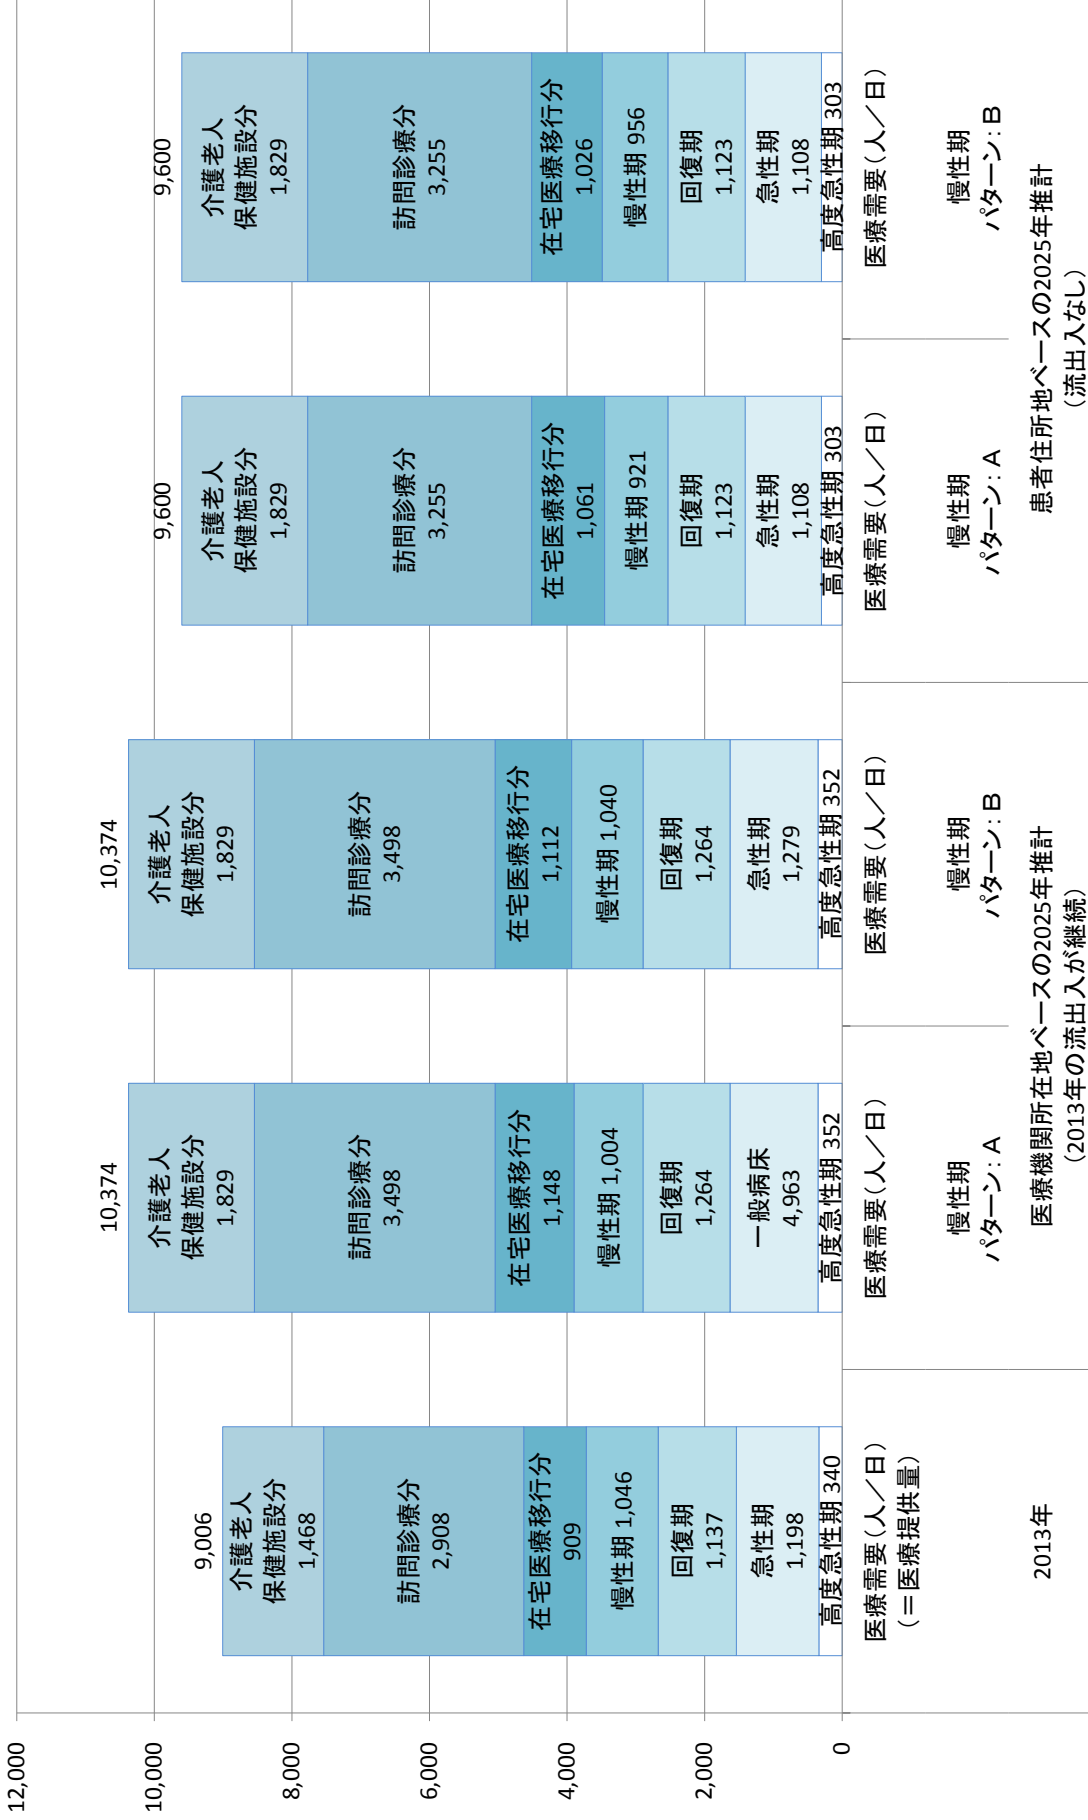 12,000
10,000
8,000
6,000
4,000
2,000
0
9,006
介護老人
保健施設分
1,468
訪問診療分
2,908
在宅医療移行分
909
慢性期 1,046
回復期
1,137
急性期
1,198
高度急性期 340
医療需要(人／日)
(＝医療提供量)
2013年
10,374
介護老人
保健施設分
1,829
訪問診療分
3,498
在宅医療移行分
1,148
慢性期 1,004
回復期
1,264
一般病床
4,963
高度急性期 352
医療需要(人／日)
慢性期
パターン：A
10,374
介護老人
保健施設分
1,829
訪問診療分
3,498
在宅医療移行分
1,112
慢性期 1,040
回復期
1,264
急性期
1,279
高度急性期 352
医療需要(人／日)
慢性期
パターン：B
医療機関所在地ベースの2025年推計
(2013年の流出入が継続)
9,600
介護老人
保健施設分
1,829
訪問診療分
3,255
在宅医療移行分
1,061
慢性期 921
回復期
1,123
急性期
1,108
高度急性期 303
医療需要(人／日)
慢性期
パターン：A
9,600
介護老人
保健施設分
1,829
訪問診療分
3,255
在宅医療移行分
1,026
慢性期 956
回復期
1,123
急性期
1,108
高度急性期 303
医療需要(人／日)
慢性期
パターン：B
患者住所地ベースの2025年推計
(流出入なし)